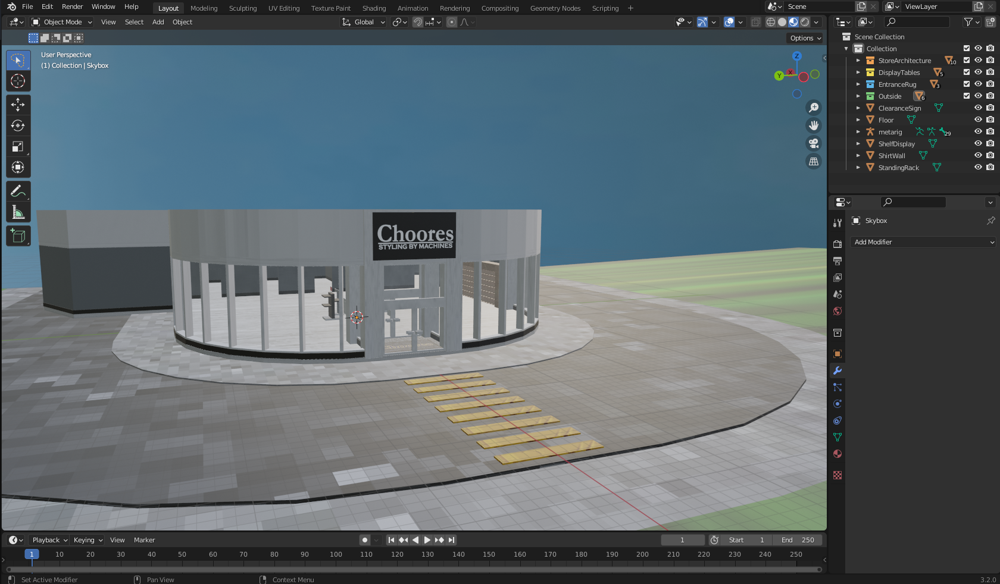 File Edit Render Window Help
Layout Modeling Sculpting UV Editing Texture Paint Shading Animation Rendering Compositing Geometry Nodes Scripting +
Scene
ViewLayer
Object Mode View Select Add Object
Global
Options
User Perspective
(1) Collection | Skybox
Z
Y
X
Choores
STYLING BY MACHINES
Scene Collection
Collection
StoreArchitecture 10
DisplayTables 5
EntranceRug 3
Outside 6
ClearanceSign
Floor
metarig 29
ShelfDisplay
ShirtWall
StandingRack
Skybox
Add Modifier
Playback Keying View Marker
1 Start 1 End 250
1 10 20 30 40 50 60 70 80 90 100 110 120 130 140 150 160 170 180 190 200 210 220 230 240 250
Set Active Modifier Pan View Context Menu 3.2.0